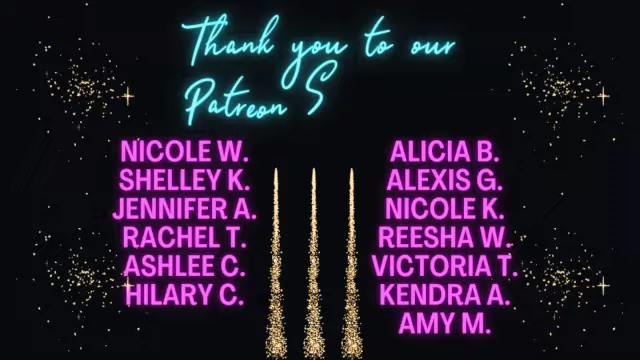 Thank you to our
Patreon S
NICOLE W.
SHELLEY K.
JENNIFER A.
RACHEL T.
ASHLEE C.
HILARY C.
ALICIA B.
ALEXIS G.
NICOLE K.
REESHA W.
VICTORIA T.
KENDRA A.
AMY M.